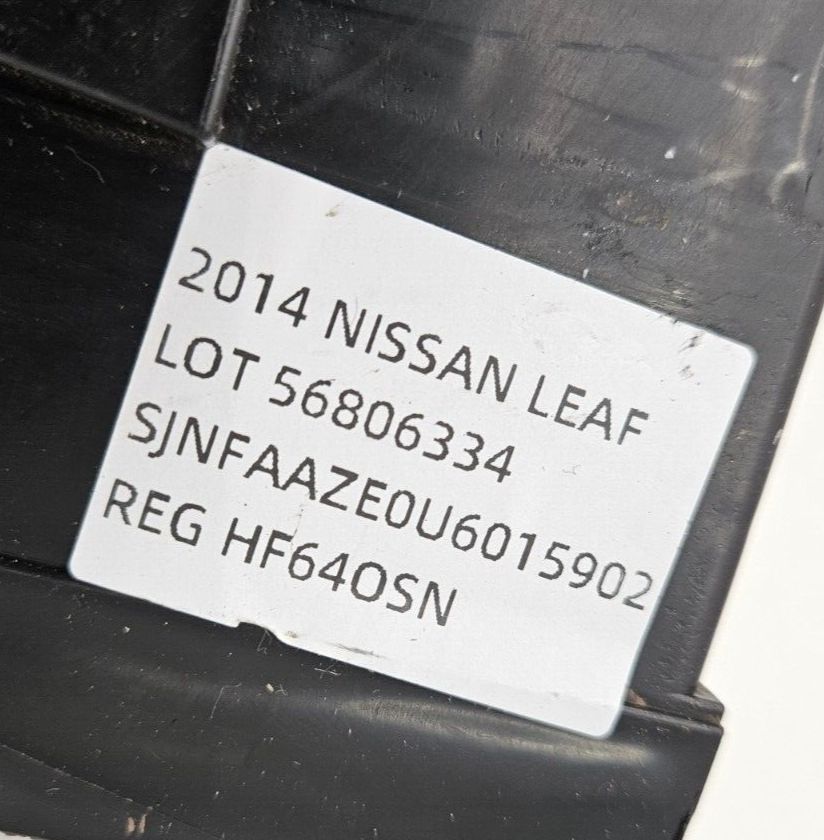 2014 NISSAN LEAF
LOT 56806334
SJNFAAZE0U6015902
REG HF64OSN